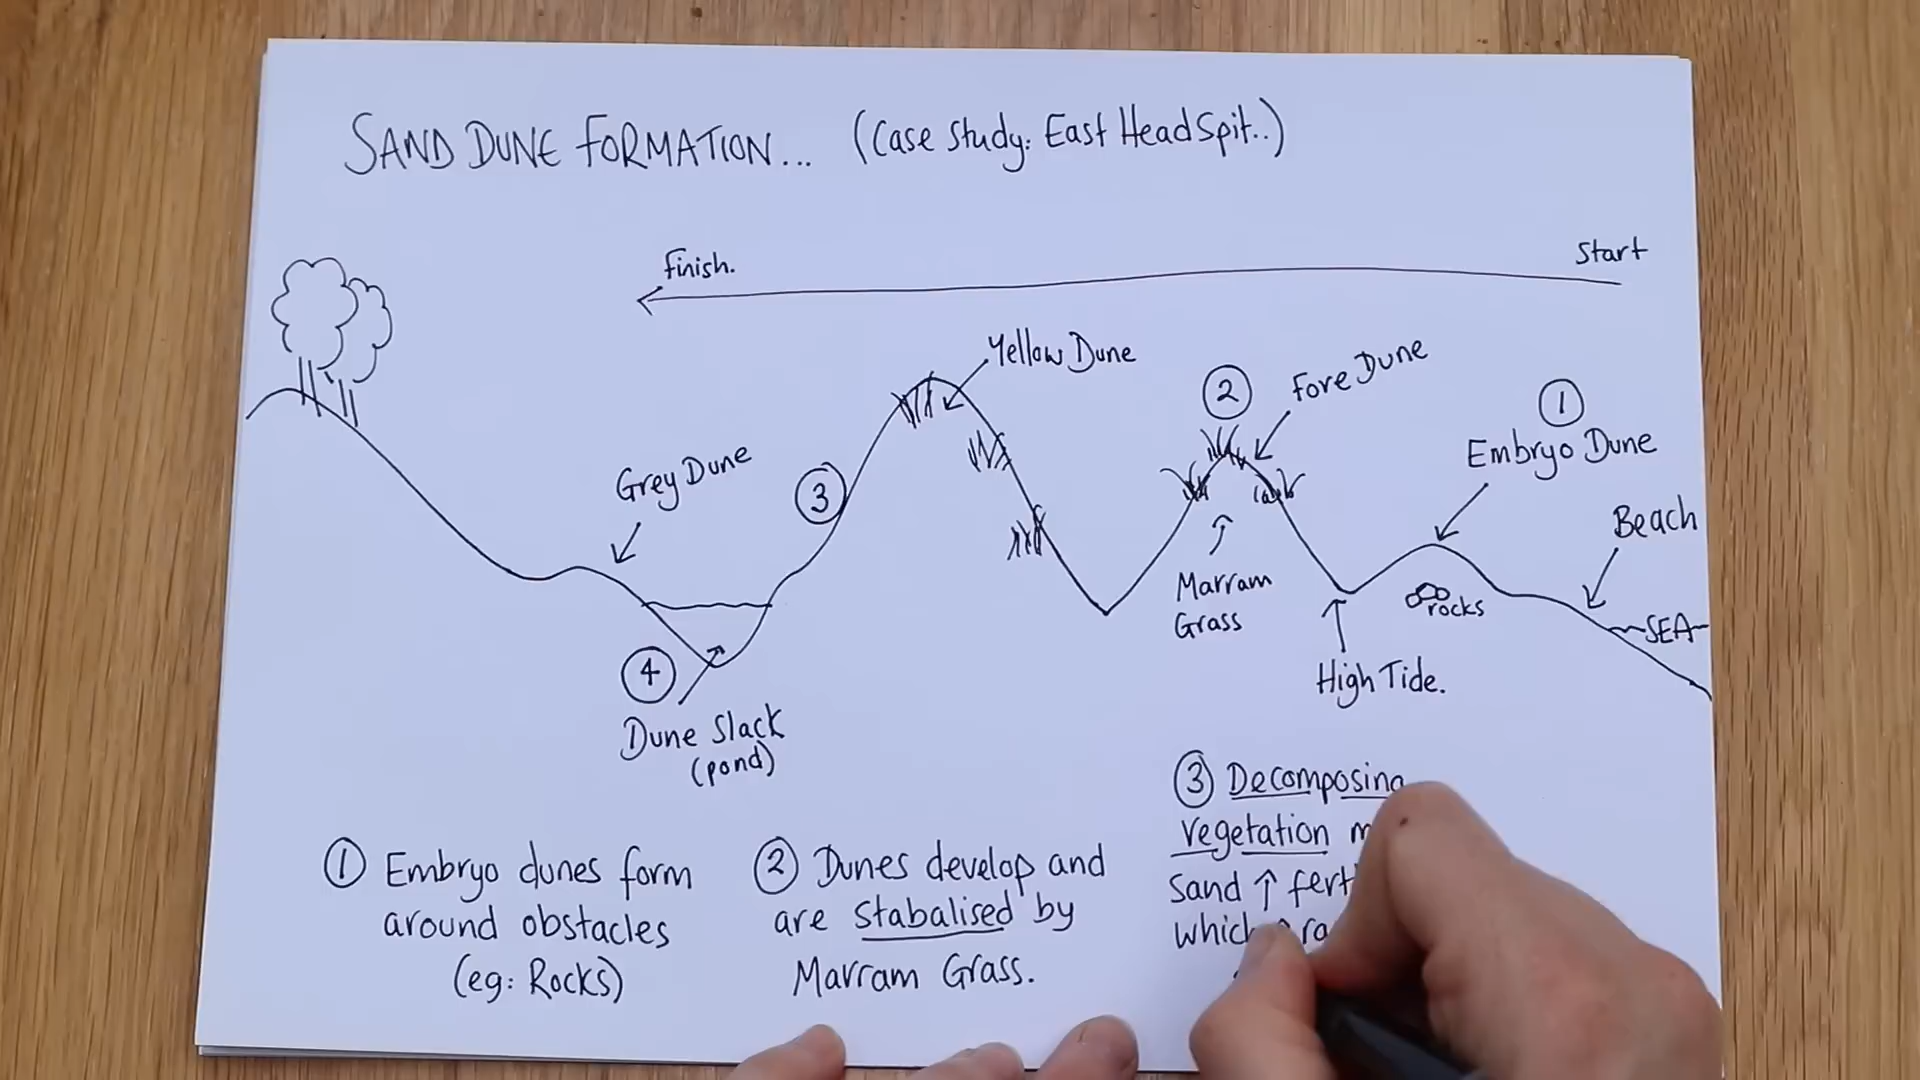 SAND DUNE FORMATION... (Case Study: East Head Spit..)
Finish.
Start
Yellow Dune
Fore Dune
2
1
Embryo Dune
Grey Dune
3
Beach
Marram
Grass
rocks
SEA
High Tide.
4
Dune Slack
(pond)
1 Embryo dunes form
around obstacles
(eg: Rocks)
2 Dunes develop and
are stabalised by
Marram Grass.
3 Decomposing
vegetation
Sand ↑